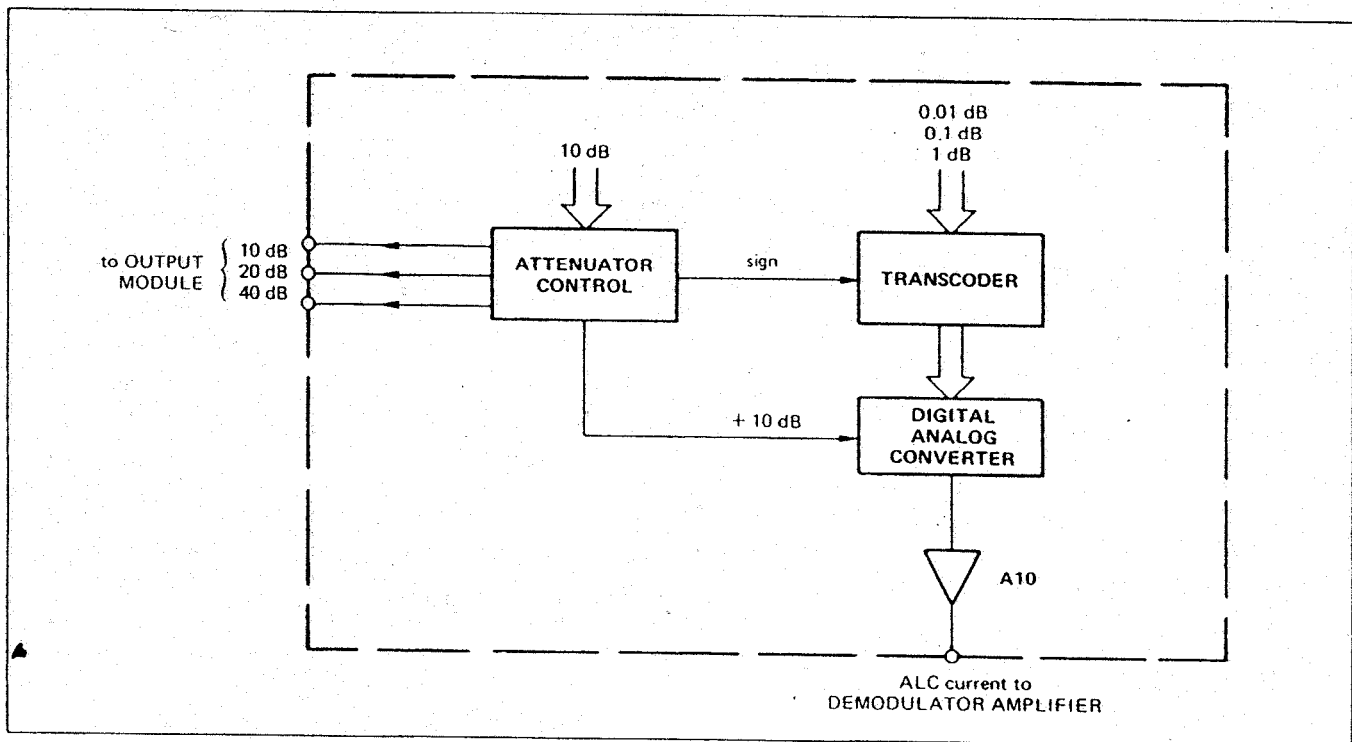 0.01 dB
0.1 dB
1 dB
10 dB
to OUTPUT
MODULE
10 dB
20 dB
40 dB
ATTENUATOR
CONTROL
sign
TRANSCODER
+ 10 dB
DIGITAL
ANALOG
CONVERTER
A10
ALC current to
DEMODULATOR AMPLIFIER